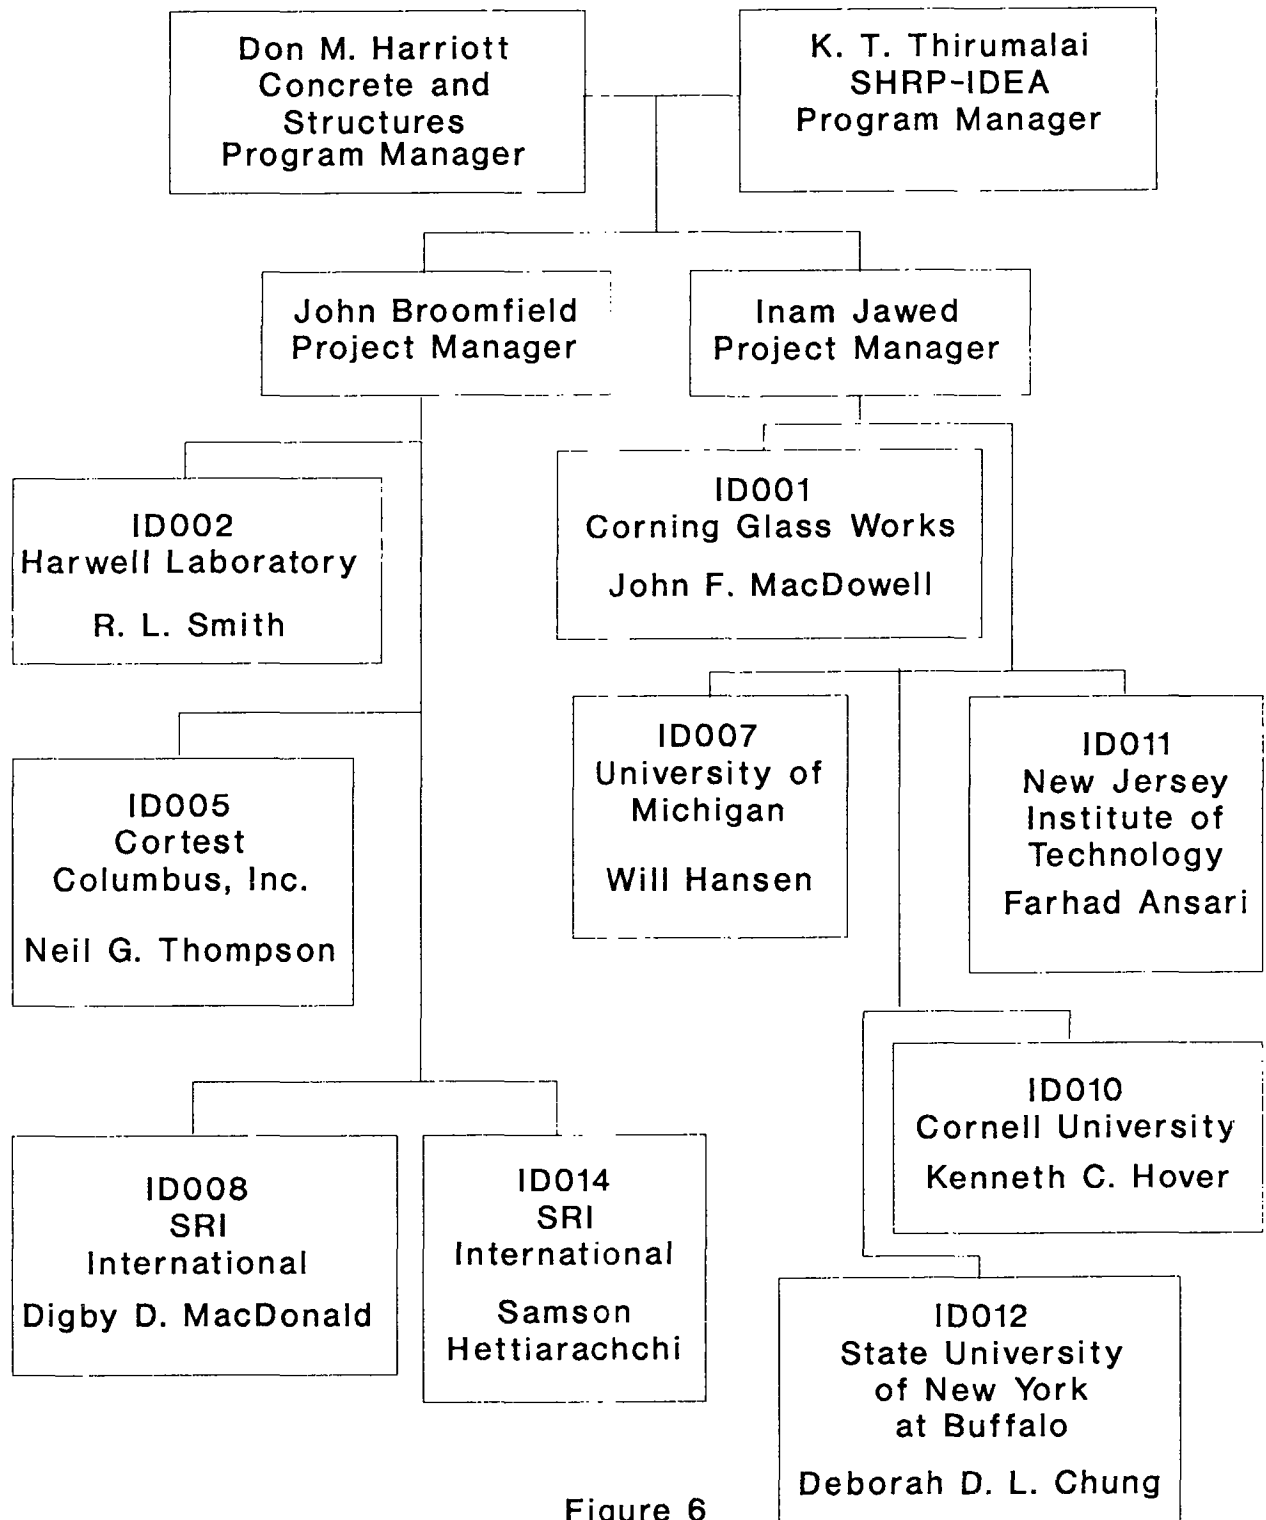 Don M. Harriott
Concrete and
Structures
Program Manager
K. T. Thirumalai
SHRP-IDEA
Program Manager
John Broomfield
Project Manager
Inam Jawed
Project Manager
ID002
Harwell Laboratory
R. L. Smith
ID001
Corning Glass Works
John F. MacDowell
ID005
Cortest
Columbus, Inc.
Neil G. Thompson
ID007
University of
Michigan
Will Hansen
ID011
New Jersey
Institute of
Technology
Farhad Ansari
ID008
SRI
International
Digby D. MacDonald
ID014
SRI
International
Samson
Hettiarachchi
ID010
Cornell University
Kenneth C. Hover
ID012
State University
of New York
at Buffalo
Deborah D. L. Chung
Figure 6